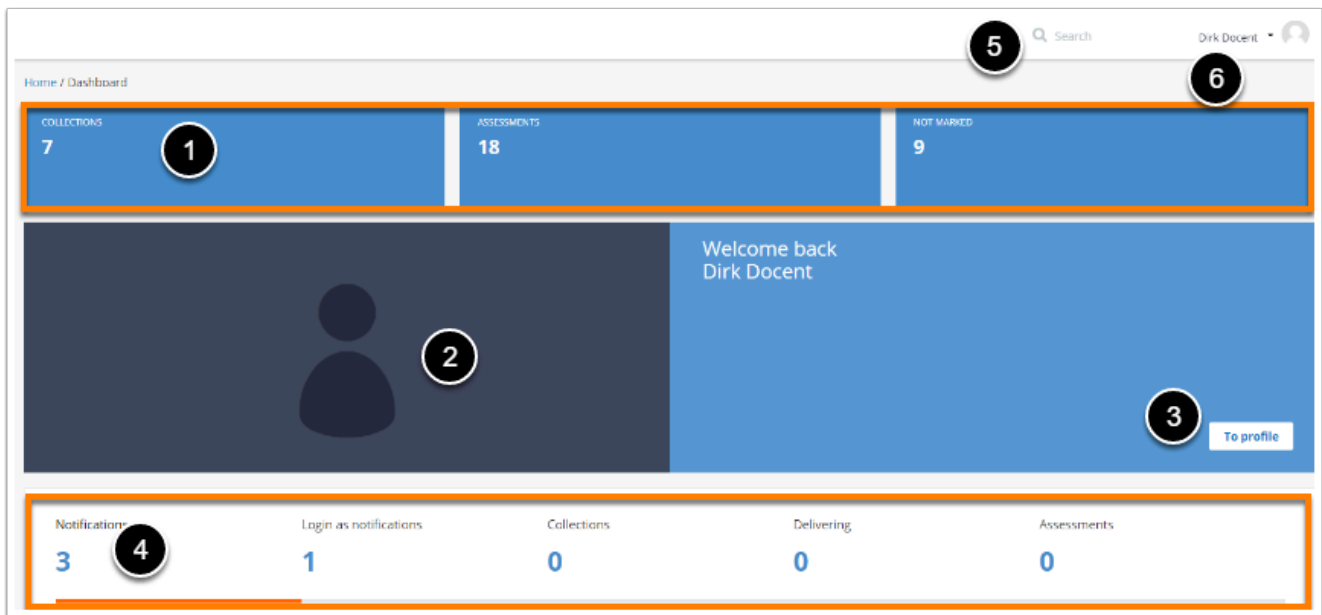 5
Search
Dirk Docent
6
Home / Dashboard
COLLECTIONS
7
1
ASSESSMENTS
18
NOT MARKED
9
Welcome back
Dirk Docent
2
3
To profile
Notifications
3
4
Login as notifications
1
Collections
0
Delivering
0
Assessments
0